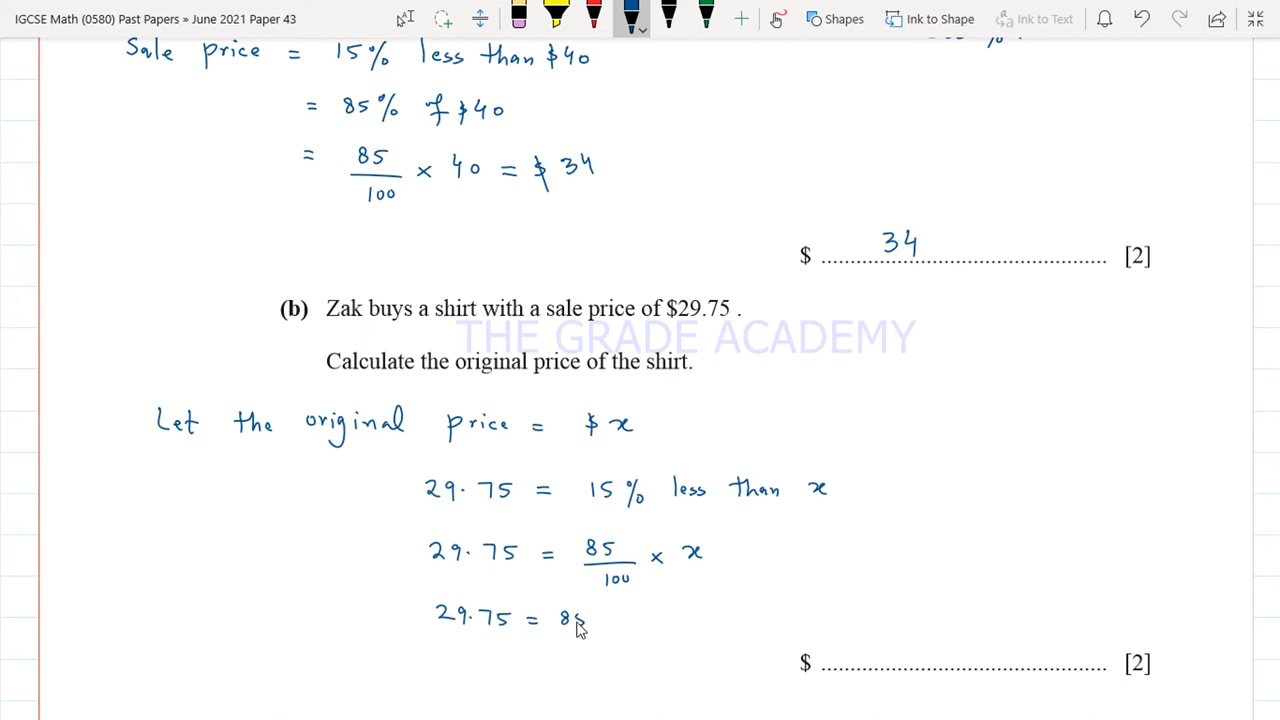 IGCSE Math (0580) Past Papers » June 2021 Paper 43
Shapes
Ink to Shape
Ink to Text
Sale price = 15% less than $40
= 85% of $40
= 85/100 × 40 = $ 34
$ 34 [2]
(b) Zak buys a shirt with a sale price of $29.75 .
THE GRADE ACADEMY
Calculate the original price of the shirt.
Let the original price = $ x
29.75 = 15% less than x
29.75 = 85/100 × x
29.75 = 85
$ [2]